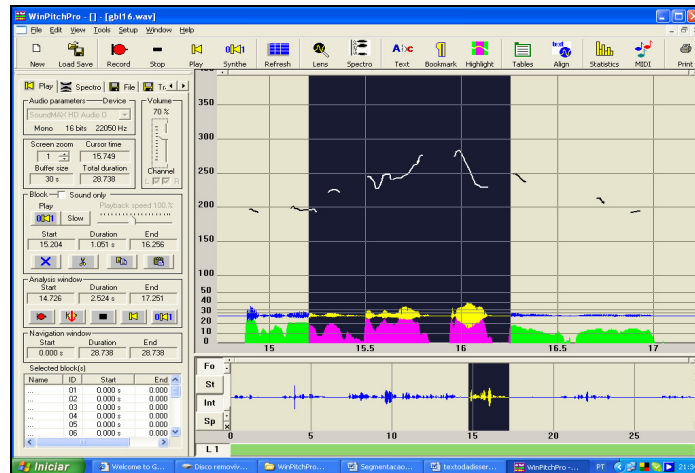 WinPitchPro - [] - [gbl16.wav]
File Edit View Tools Setup Window Help
New Load Save Record Stop Play Synthe Refresh Lens Spectro Text Bookmark Highlight Tables Align Statistics MIDI Print
Play Spectro File
Audio parameters Device Volume
SoundMAX HD Audio O 70 %
Mono 16 bits 22050 Hz
Screen zoom Cursor time
1 15.749
Buffer size Total duration Channel
30 s 28.738 L R
Block Sound only
Play Playback speed 100.%
Slow
Start Duration End
15.204 1.051 s 16.256
Analysis window
Start Duration End
14.726 2.524 s 17.251
Navigation window
Start Duration End
0.000 s 28.738 28.738
Selected block(s)
Name ID Start End
... 01 0.000 s 0.000
... 02 0.000 s 0.000
... 03 0.000 s 0.000
... 04 0.000 s 0.000
... 05 0.000 s 0.000
... 06 0.000 s 0.000
350
300
250
200
150
100
50
40
30
20
10
0
15 15.5 16 16.5 17
Fo
St
Int
Sp
0 5 10 15 20 25
L 1
Iniciar Welcome to G... Disco removív... WinPitchPro... Segmentacao... textodadisser... WinPitchPro -... PT